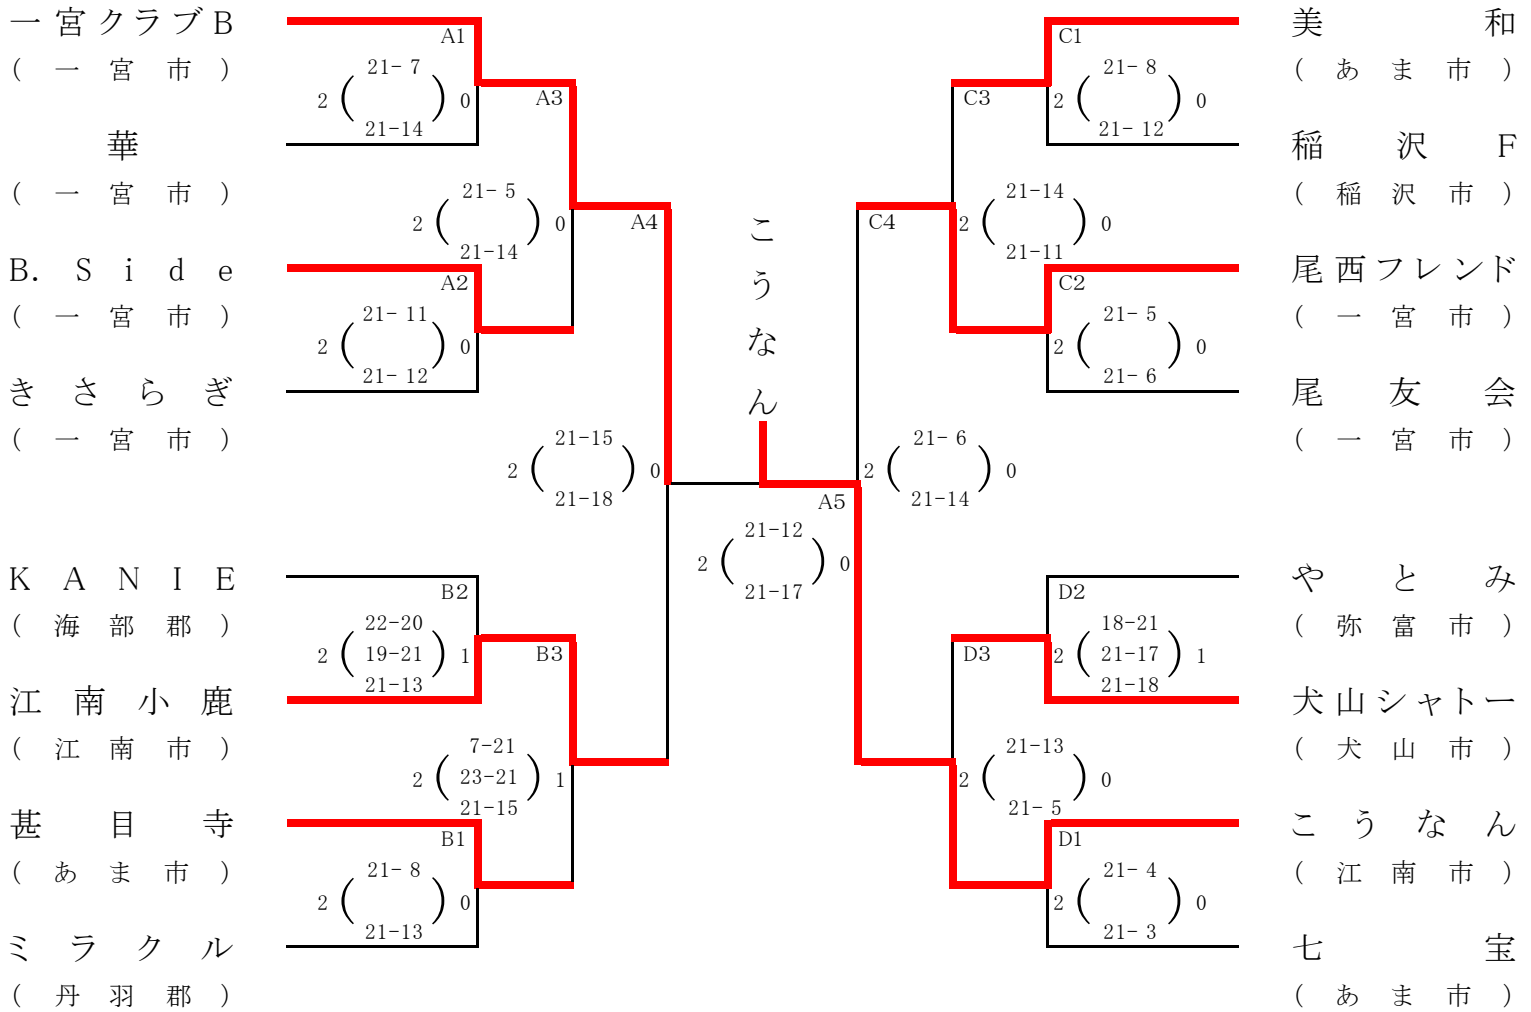 一宮クラブB
(一宮市)
A1
21- 7
2 ( ) 0
21-14
A3
華
(一宮市)
21- 5
2 ( ) 0
21-14
A4
B. Side
(一宮市)
A2
21- 11
2 ( ) 0
21- 12
きさらぎ
(一宮市)
21-15
2 ( ) 0
21-18
KANIE
(海部郡)
B2
22-20
2 ( 19-21 ) 1
21-13
B3
江南小鹿
(江南市)
7-21
2 ( 23-21 ) 1
21-15
甚目寺
(あま市)
B1
21- 8
2 ( ) 0
21-13
ミラクル
(丹羽郡)
こうなん
A5
21-12
2 ( ) 0
21-17
美和
(あま市)
C1
21- 8
2 ( ) 0
21- 12
C3
稲沢F
(稲沢市)
21-14
2 ( ) 0
21-11
C4
尾西フレンド
(一宮市)
C2
21- 5
2 ( ) 0
21- 6
尾友会
(一宮市)
21- 6
2 ( ) 0
21-14
やとみ
(弥富市)
D2
18-21
2 ( 21-17 ) 1
21-18
D3
犬山シャトー
(犬山市)
21-13
2 ( ) 0
21- 5
こうなん
(江南市)
D1
21- 4
2 ( ) 0
21- 3
七宝
(あま市)